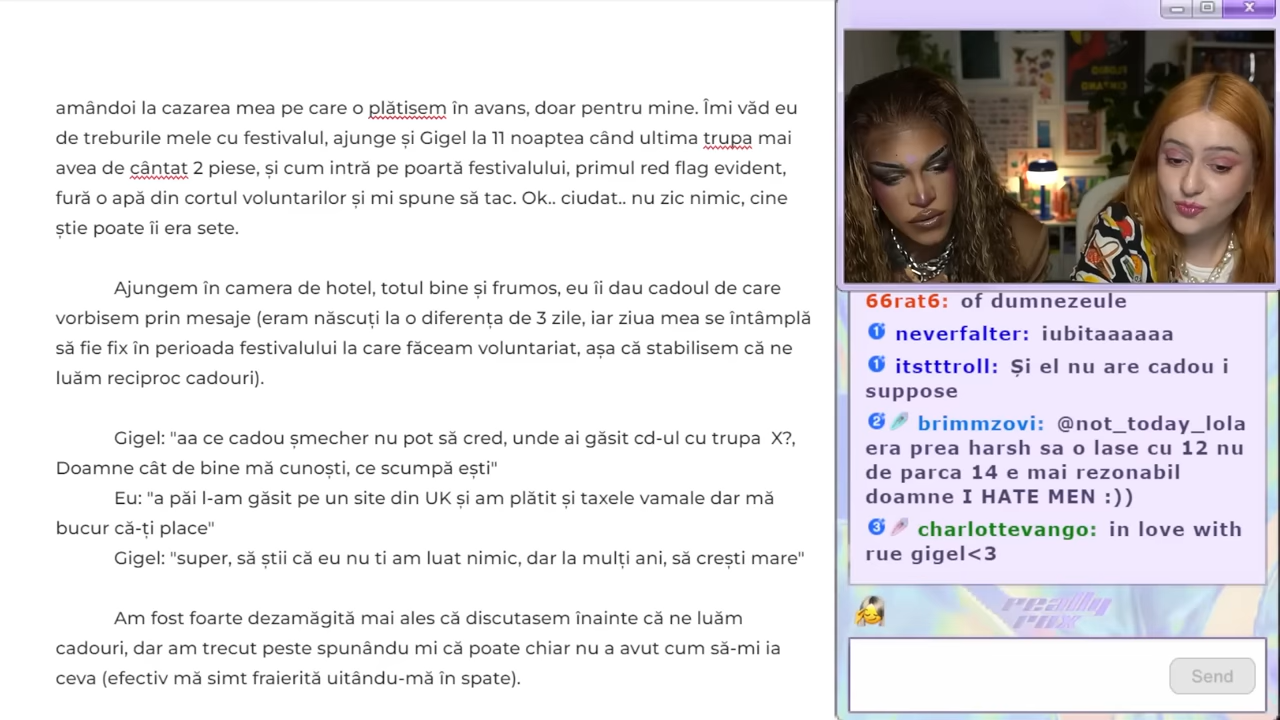 amândoi la cazarea mea pe care o plătisem în avans, doar pentru mine. Îmi văd eu
de treburile mele cu festivalul, ajunge și Gigel la 11 noaptea când ultima trupa mai
avea de cântat 2 piese, și cum intră pe poartă festivalului, primul red flag evident,
fură o apă din cortul voluntarilor și mi spune să tac. Ok.. ciudat.. nu zic nimic, cine
știe poate îi era sete.
Ajungem în camera de hotel, totul bine și frumos, eu îi dau cadoul de care
vorbisem prin mesaje (eram născuți la o diferența de 3 zile, iar ziua mea se întâmplă
să fie fix în perioada festivalului la care făceam voluntariat, așa că stabilisem că ne
luăm reciproc cadouri).
Gigel: "aa ce cadou șmecher nu pot să cred, unde ai găsit cd-ul cu trupa  X?,
Doamne cât de bine mă cunoști, ce scumpă ești"
Eu: "a păi l-am găsit pe un site din UK și am plătit și taxele vamale dar mă
bucur că-ți place"
Gigel: "super, să știi că eu nu ti am luat nimic, dar la mulți ani, să crești mare"
Am fost foarte dezamăgită mai ales că discutasem înainte că ne luăm
cadouri, dar am trecut peste spunându mi că poate chiar nu a avut cum să-mi ia
ceva (efectiv mă simt fraierită uitându-mă în spate).
66rat6: of dumnezeule
neverfalter: iubitaaaaaa
itstttroll: Și el nu are cadou i
suppose
brimmzovi: @not_today_lola
era prea harsh sa o lase cu 12 nu
de parca 14 e mai rezonabil
doamne I HATE MEN :))
charlottevango: in love with
rue gigel<3
really
rux
Send